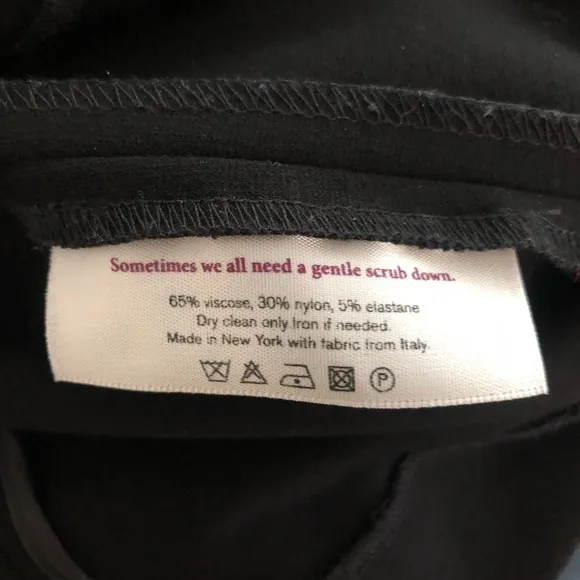 Sometimes we all need a gentle scrub down.
65% viscose, 30% nylon, 5% elastane
Dry clean only Iron if needed.
Made in New York with fabric from Italy.
P